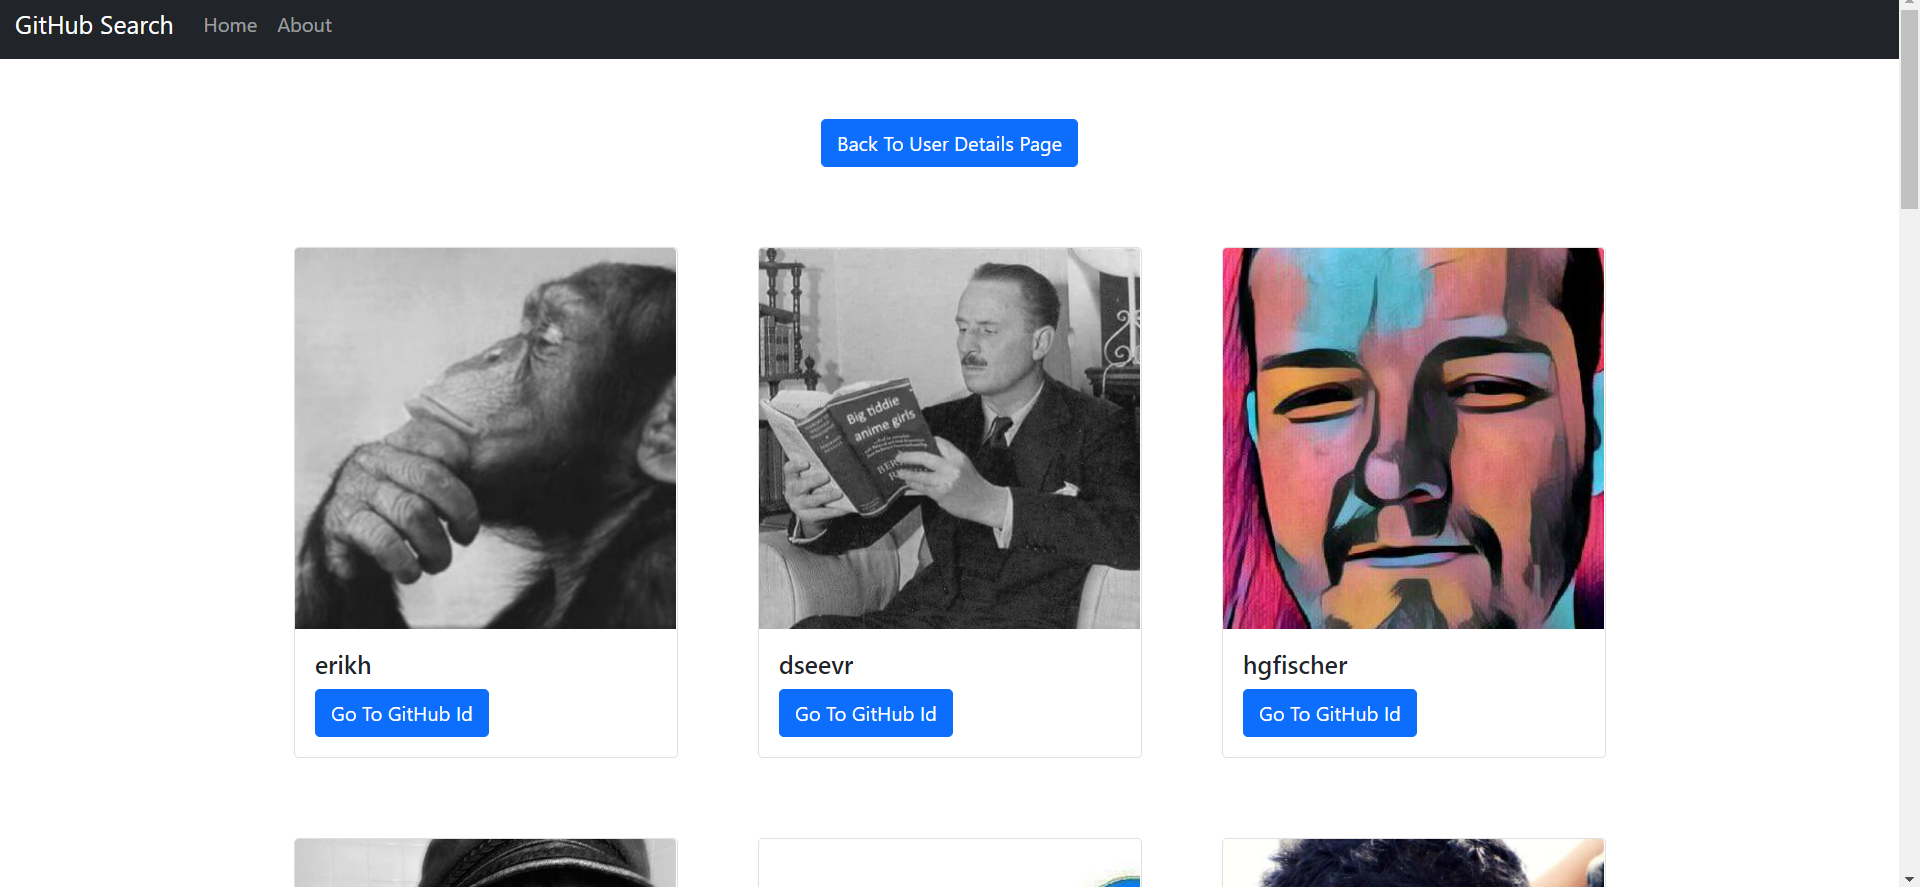 GitHub Search Home About
Back To User Details Page
Big tiddie
anime girls
erikh
Go To GitHub Id
dseevr
Go To GitHub Id
hgfischer
Go To GitHub Id